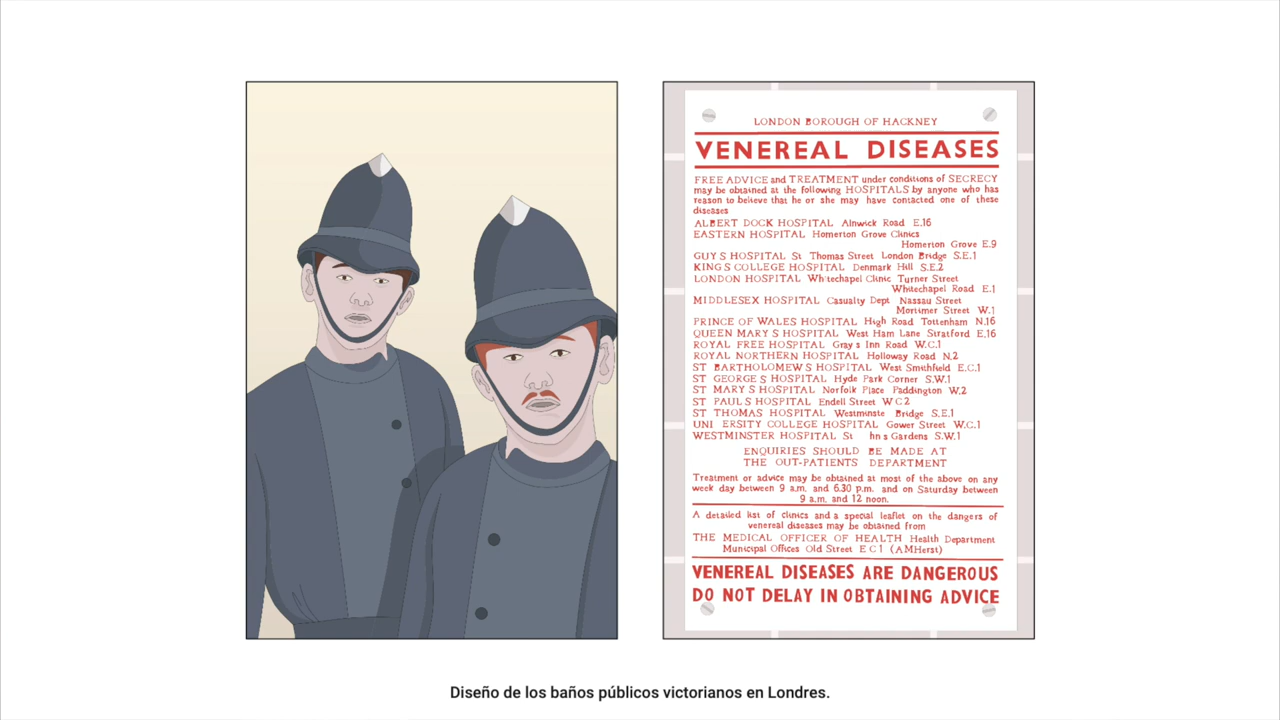 LONDON BOROUGH OF HACKNEY
VENEREAL DISEASES
FREE ADVICE and TREATMENT under conditions of SECRECY
may be obtained at the following HOSPITALS by anyone who has
reason to believe that he or she may have contacted one of these
diseases
ALBERT DOCK HOSPITAL Alnwick Road E.16
EASTERN HOSPITAL Homerton Grove Clinics
Homerton Grove E.9
GUY S HOSPITAL St Thomas Street London Bridge S.E.1
KING S COLLEGE HOSPITAL Denmark Hill S.E.2
LONDON HOSPITAL Whitechapel Clinic Turner Street
Whitechapel Road E.1
MIDDLESEX HOSPITAL Casualty Dept Nassau Street
Mortimer Street W.1
PRINCE OF WALES HOSPITAL High Road Tottenham N.16
QUEEN MARY S HOSPITAL West Ham Lane Stratford E.16
ROYAL FREE HOSPITAL Gray s Inn Road W.C.1
ROYAL NORTHERN HOSPITAL Holloway Road N.2
ST BARTHOLOMEW S HOSPITAL West Smithfield E.C.1
ST GEORGE S HOSPITAL Hyde Park Corner S.W.1
ST MARY S HOSPITAL Norfolk Place Paddington W.2
ST PAUL S HOSPITAL Endell Street W C 2
ST THOMAS HOSPITAL Westminste Bridge S.E.1
UNI ERSITY COLLEGE HOSPITAL Gower Street W.C.1
WESTMINSTER HOSPITAL St hn s Gardens S.W.1
ENQUIRIES SHOULD BE MADE AT
THE OUT-PATIENTS DEPARTMENT
Treatment or advice may be obtained at most of the above on any
week day between 9 a.m. and 6.30 p.m. and on Saturday between
9 a.m. and 12 noon.
A detailed list of clinics and a special leaflet on the dangers of
venereal diseases may be obtained from
THE MEDICAL OFFICER OF HEALTH Health Department
Municipal Offices Old Street E C 1 (AMHerst)
VENEREAL DISEASES ARE DANGEROUS
DO NOT DELAY IN OBTAINING ADVICE
Diseño de los baños públicos victorianos en Londres.